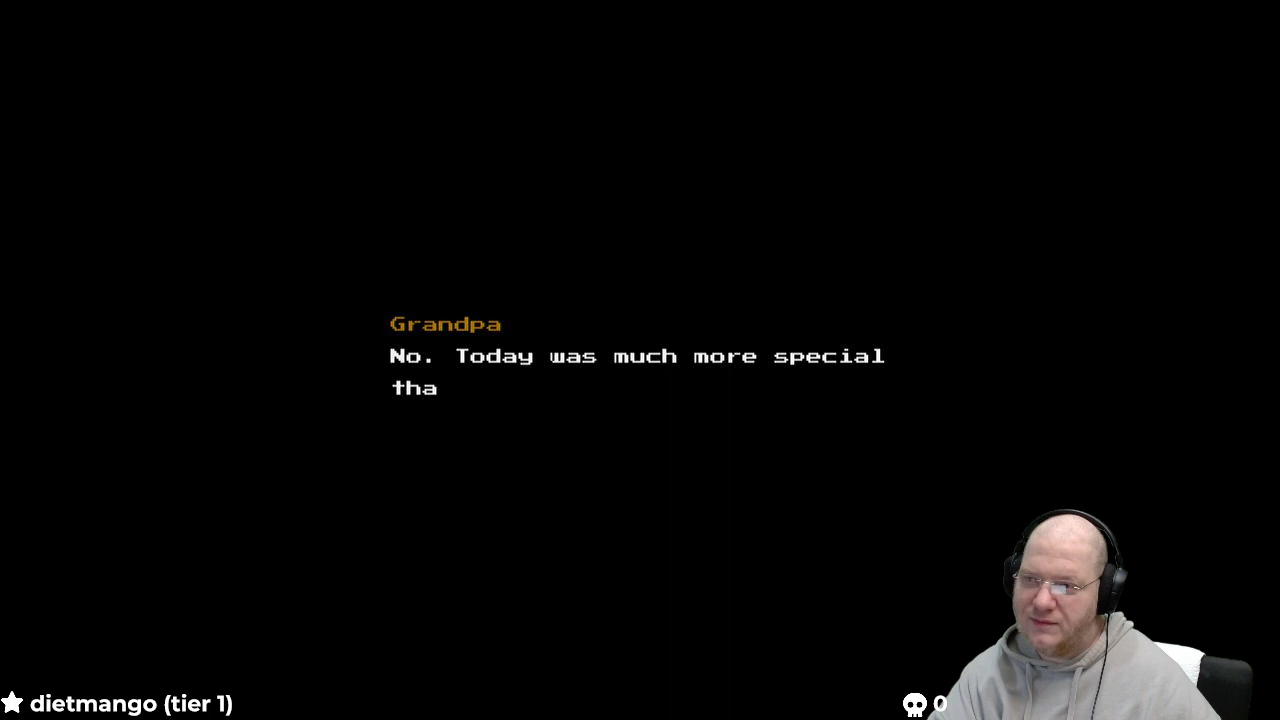 Grandpa
No. Today was much more special
tha
dietmango (tier 1)
0